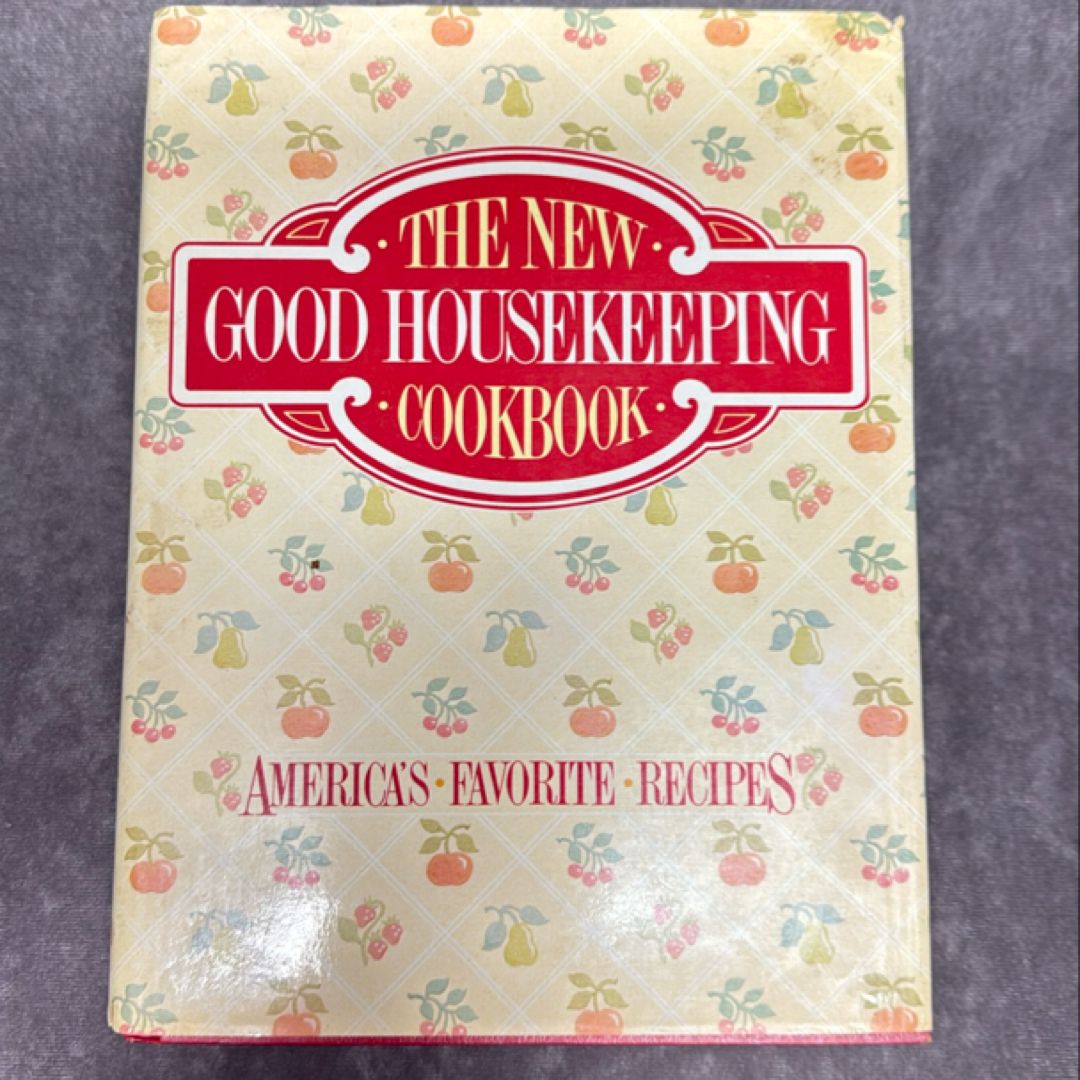 · THE NEW ·
GOOD HOUSEKEEPING
· COOKBOOK ·
AMERICA'S · FAVORITE · RECIPES